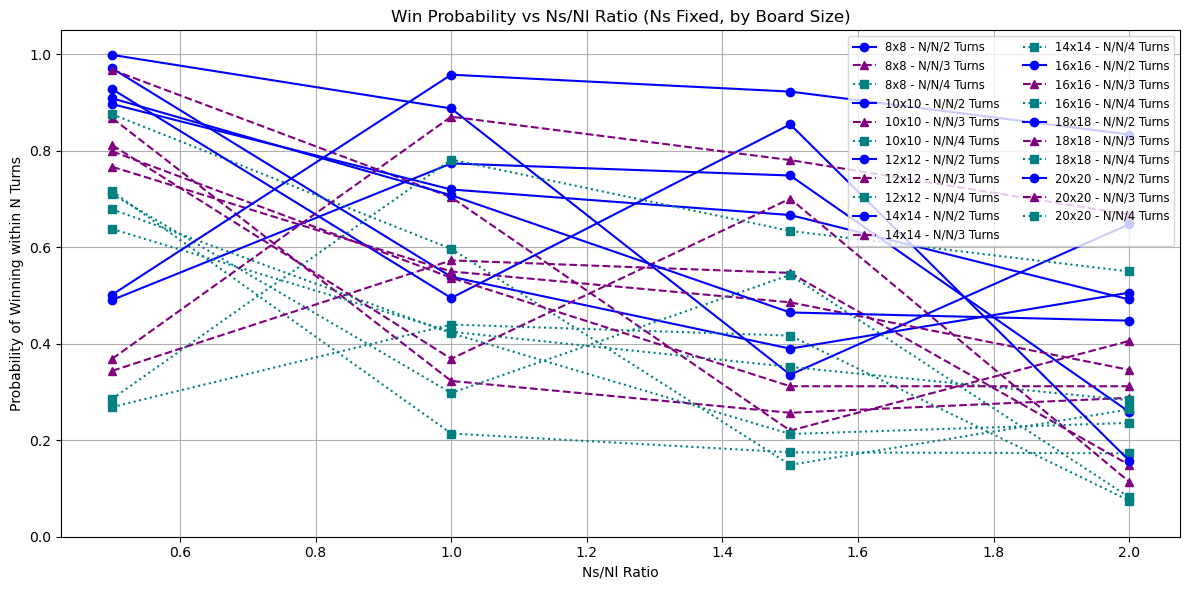 Win Probability vs Ns/Nl Ratio (Ns Fixed, by Board Size)
Probability of Winning within N Turns
1.0
0.8
0.6
0.4
0.2
0.0
8x8 - N/N/2 Turns
8x8 - N/N/3 Turns
8x8 - N/N/4 Turns
10x10 - N/N/2 Turns
10x10 - N/N/3 Turns
10x10 - N/N/4 Turns
12x12 - N/N/2 Turns
12x12 - N/N/3 Turns
12x12 - N/N/4 Turns
14x14 - N/N/2 Turns
14x14 - N/N/3 Turns
14x14 - N/N/4 Turns
16x16 - N/N/2 Turns
16x16 - N/N/3 Turns
16x16 - N/N/4 Turns
18x18 - N/N/2 Turns
18x18 - N/N/3 Turns
18x18 - N/N/4 Turns
20x20 - N/N/2 Turns
20x20 - N/N/3 Turns
20x20 - N/N/4 Turns
0.6 0.8 1.0 1.2 1.4 1.6 1.8 2.0
Ns/Nl Ratio